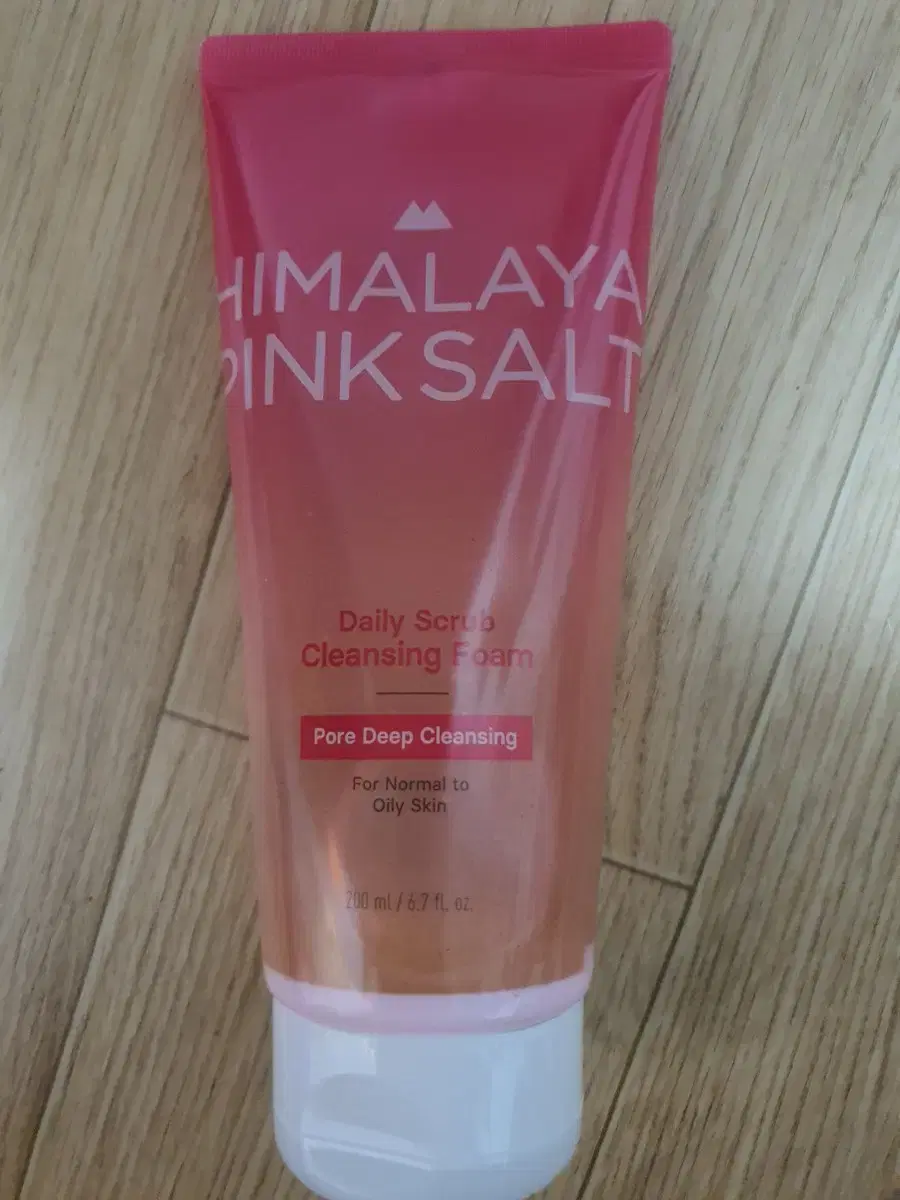 HIMALAYA
PINK SALT
Daily Scrub
Cleansing Foam
Pore Deep Cleansing
For Normal to
Oily Skin
200 ml / 6.7 fl. oz.